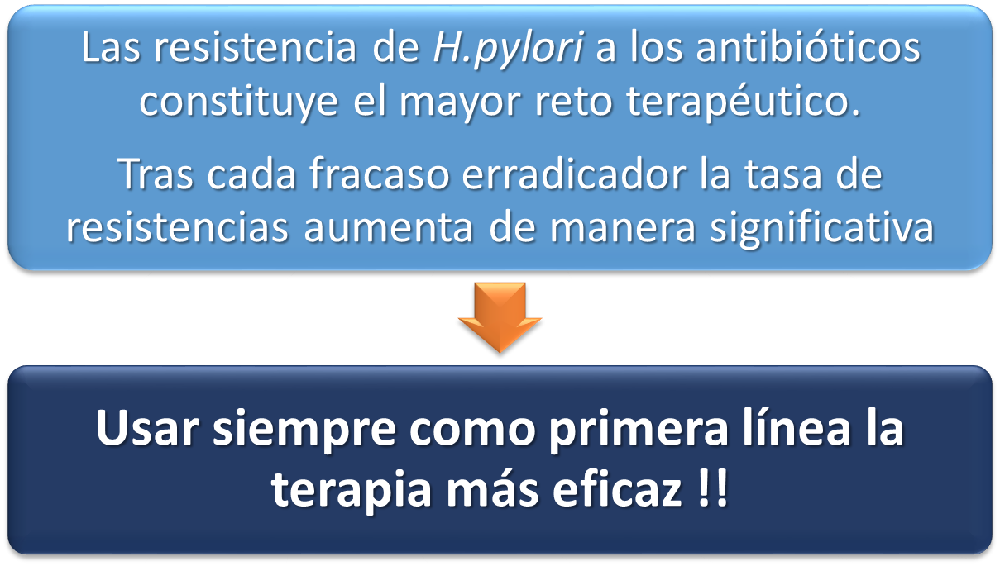 Las resistencia de H.pylori a los antibióticos
constituye el mayor reto terapéutico.
Tras cada fracaso erradicador la tasa de
resistencias aumenta de manera significativa
Usar siempre como primera línea la
terapia más eficaz !!